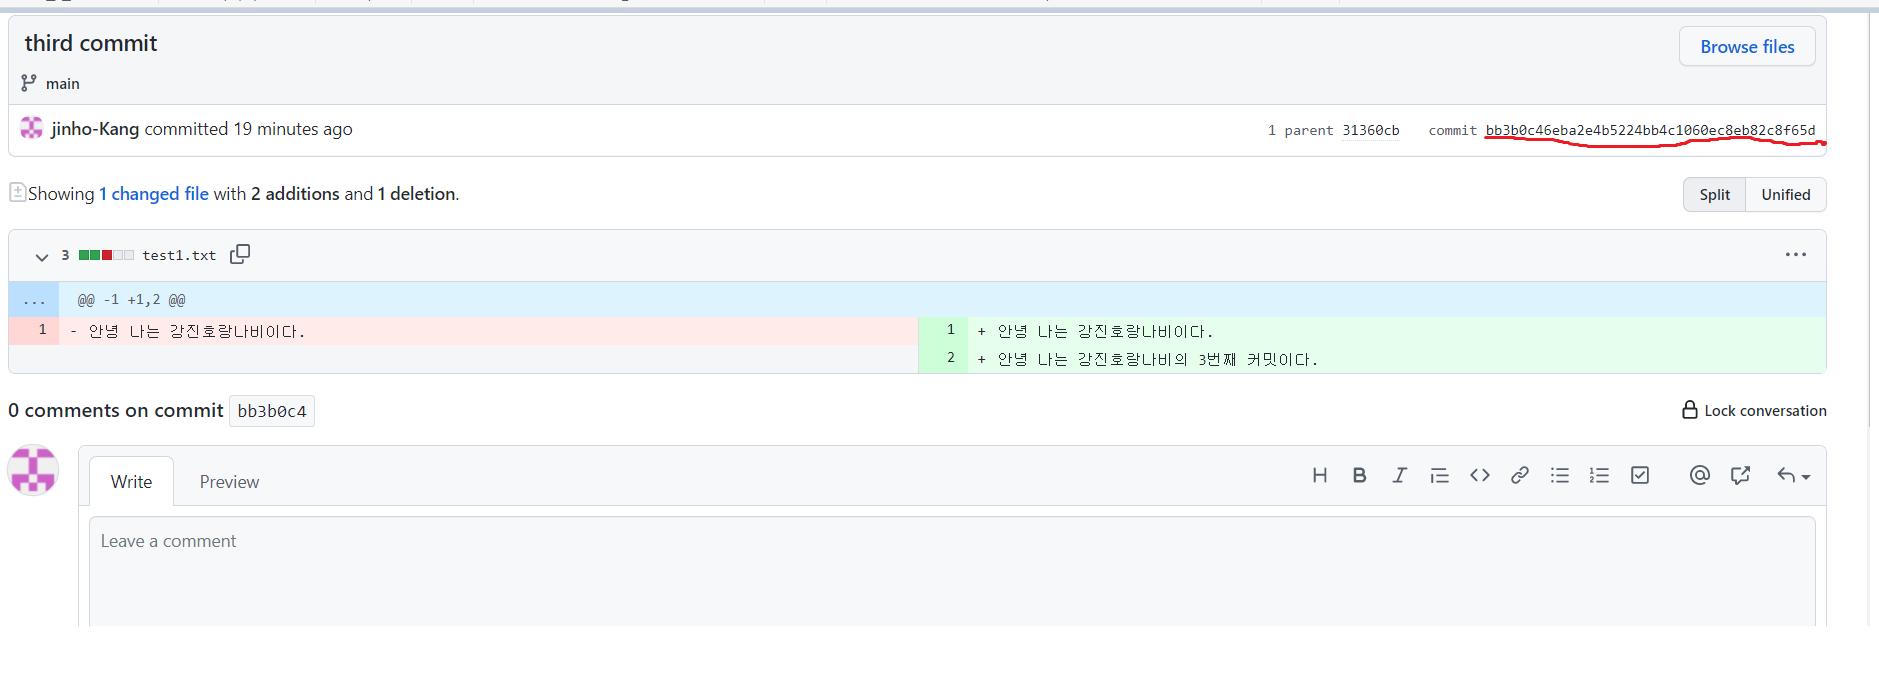 third commit
Browse files
main
jinho-Kang committed 19 minutes ago
1 parent 31360cb commit bb3b0c46eba2e4b5224bb4c1060ec8eb82c8f65d
Showing 1 changed file with 2 additions and 1 deletion.
Split Unified
3 test1.txt
... @@ -1 +1,2 @@
1 - 안녕 나는 강진호랑나비이다.
1 + 안녕 나는 강진호랑나비이다.
2 + 안녕 나는 강진호랑나비의 3번째 커밋이다.
0 comments on commit bb3b0c4
Lock conversation
Write Preview
Leave a comment